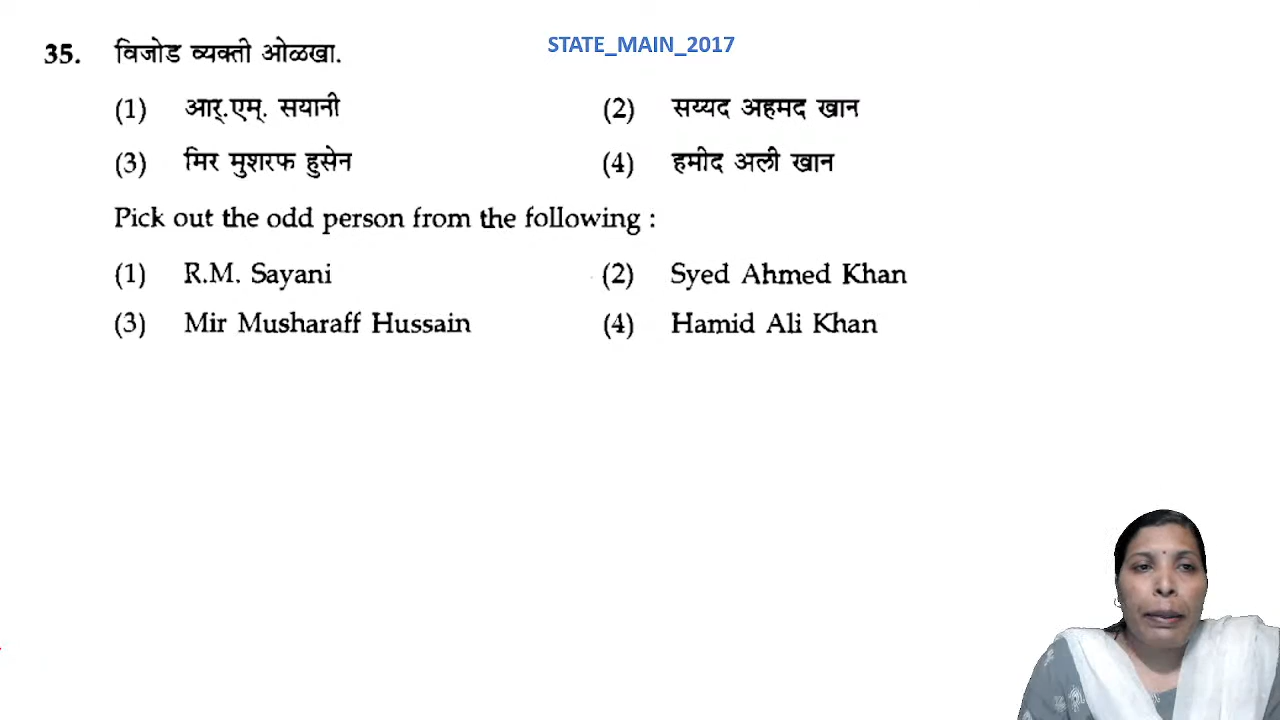 STATE_MAIN_2017
35. विजोड व्यक्ती ओळखा.
(1) आर्.एम्. सयानी (2) सय्यद अहमद खान
(3) मिर मुशरफ हुसेन (4) हमीद अली खान
Pick out the odd person from the following :
(1) R.M. Sayani (2) Syed Ahmed Khan
(3) Mir Musharaff Hussain (4) Hamid Ali Khan